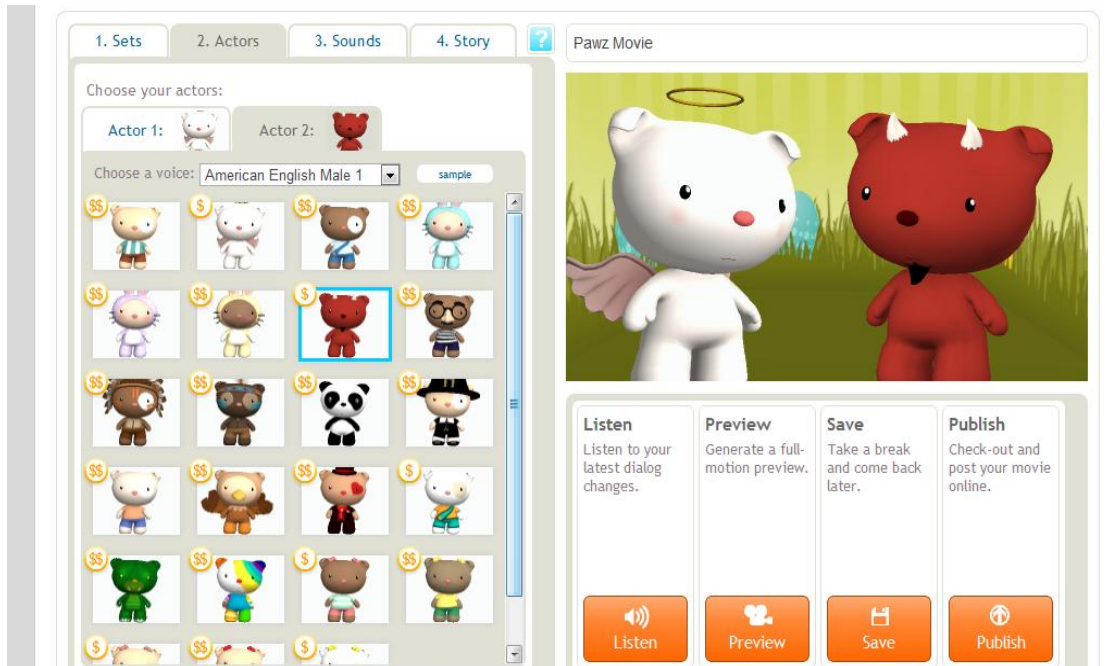 1. Sets
2. Actors
3. Sounds
4. Story
?
Choose your actors:
Actor 1:
Actor 2:
Choose a voice: American English Male 1
sample
$$ $ $$ $$
$$ $$ $ $$
$$ $$ $$ $$
$$ $$ $$ $
$$ $$ $ $$
$ $ $
Pawz Movie
Listen
Listen to your
latest dialog
changes.
Listen
Preview
Generate a full-
motion preview.
Preview
Save
Take a break
and come back
later.
Save
Publish
Check-out and
post your movie
online.
Publish